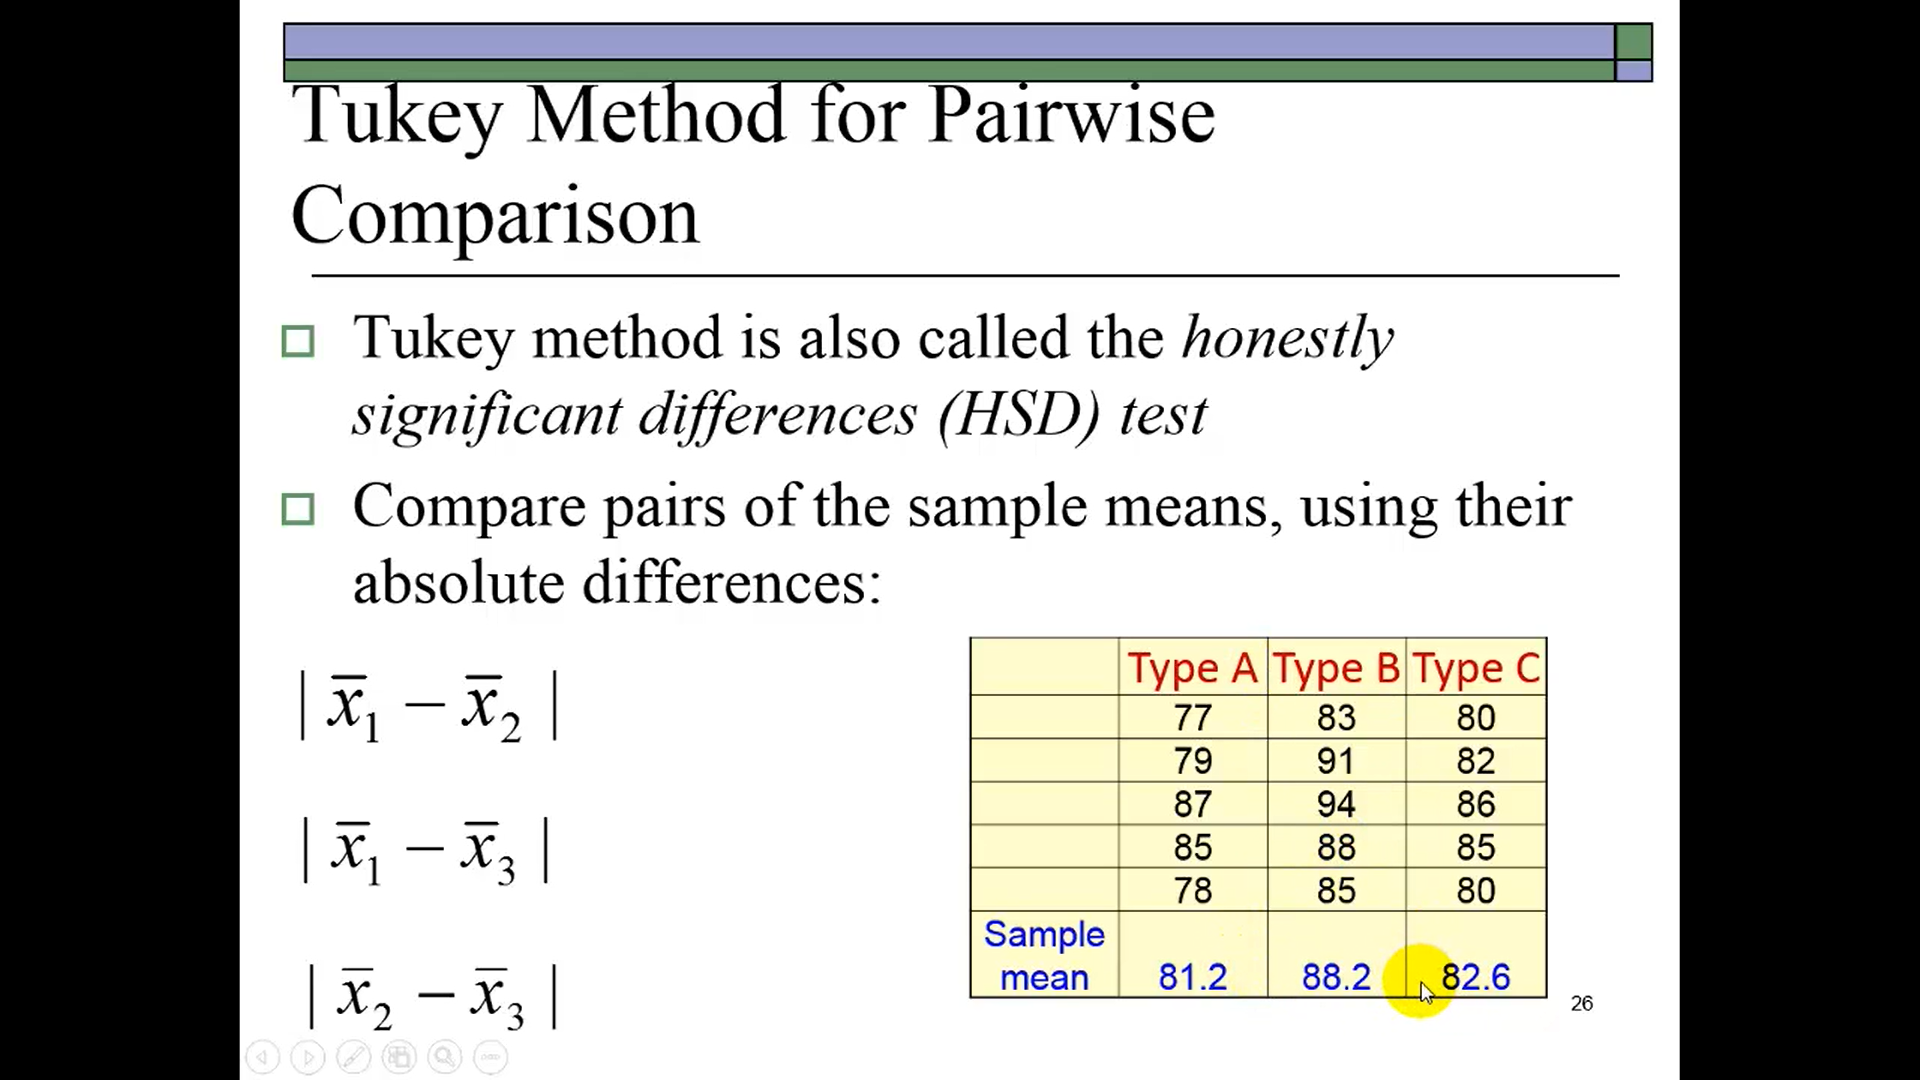 Tukey Method for Pairwise
Comparison
Tukey method is also called the honestly
significant differences (HSD) test
Compare pairs of the sample means, using their
absolute differences:
| x̅₁ − x̅₂ |
| x̅₁ − x̅₃ |
| x̅₂ − x̅₃ |
Type A Type B Type C
77 83 80
79 91 82
87 94 86
85 88 85
78 85 80
Sample
mean 81.2 88.2 82.6
26